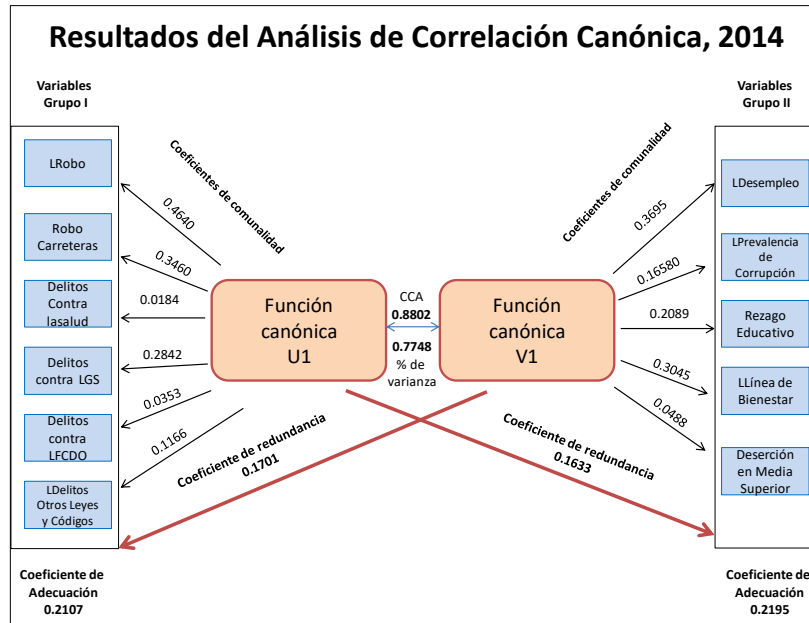 Resultados del Análisis de Correlación Canónica, 2014
Variables
Grupo I
LRobo
Robo
Carreteras
Delitos
Contra
lasalud
Delitos
contra LGS
Delitos
contra
LFCDO
LDelitos
Otros Leyes
y Códigos
Coeficiente de
Adecuación
0.2107
Coeficientes de comunalidad
0.4640
0.3460
0.0184
0.2842
0.0353
0.1166
Función
canónica
U1
CCA
0.8802
0.7748
% de
varianza
Función
canónica
V1
Coeficiente de redundancia
0.1701
Coeficiente de redundancia
0.1633
Coeficientes de comunalidad
0.3695
0.16580
0.2089
0.3045
0.0488
Variables
Grupo II
LDesempleo
LPrevalencia
de
Corrupción
Rezago
Educativo
LLínea de
Bienestar
Deserción
en Media
Superior
Coeficiente de
Adecuación
0.2195